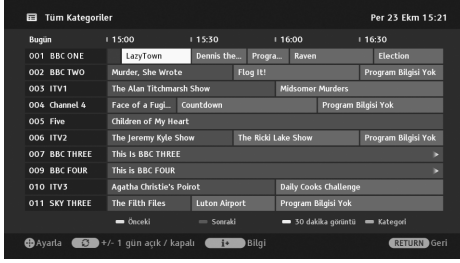 Tüm Kategoriler Per 23 Ekm 15:21
Bugün 15:00 15:30 16:00 16:30
001 BBC ONE LazyTown Dennis the... Progra... Raven Election
002 BBC TWO Murder, She Wrote Flog It! Program Bilgisi Yok
003 ITV1 The Alan Titchmarsh Show Midsomer Murders
004 Channel 4 Face of a Fugi... Countdown Program Bilgisi Yok
005 Five Children of My Heart
006 ITV2 The Jeremy Kyle Show The Ricki Lake Show Program Bilgisi Yok
007 BBC THREE This Is BBC THREE
009 BBC FOUR This is BBC FOUR
010 ITV3 Agatha Christie's Poirot Daily Cooks Challenge
011 SKY THREE The Filth Files Luton Airport Program Bilgisi Yok
Önceki Sonraki 30 dakika görüntü Kategori
Ayarla +/- 1 gün açık / kapalı i+ Bilgi RETURN Geri